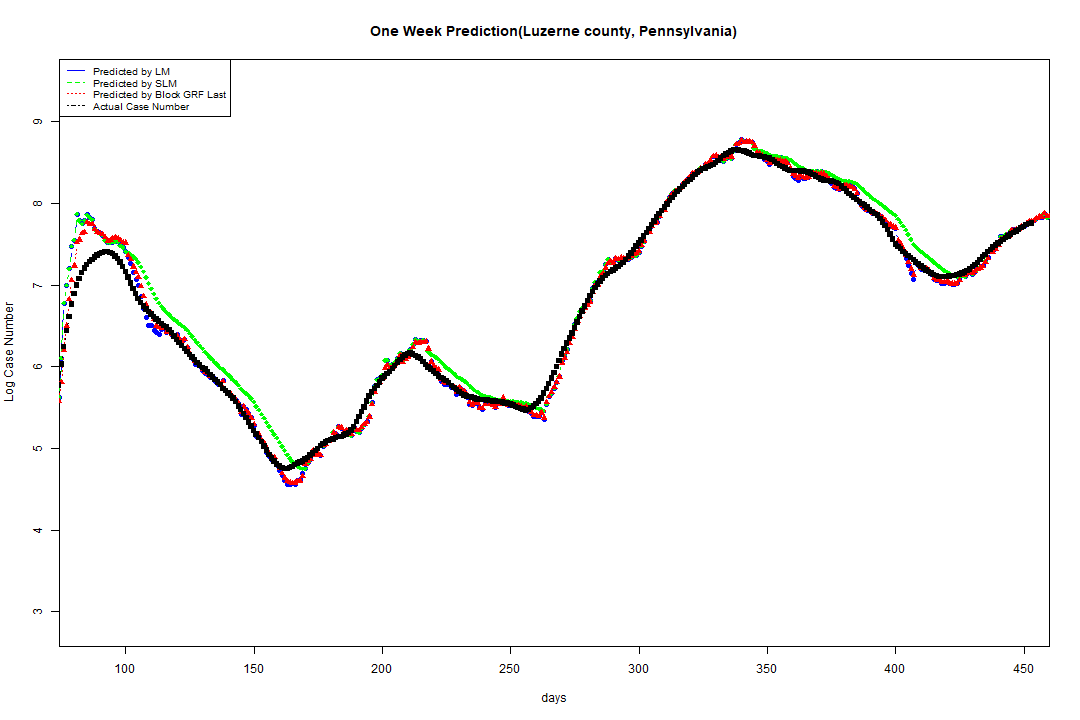 One Week Prediction(Luzerne county, Pennsylvania)
Predicted by LM
Predicted by SLM
Predicted by Block GRF Last
Actual Case Number
Log Case Number
9
8
7
6
5
4
3
100 150 200 250 300 350 400 450
days